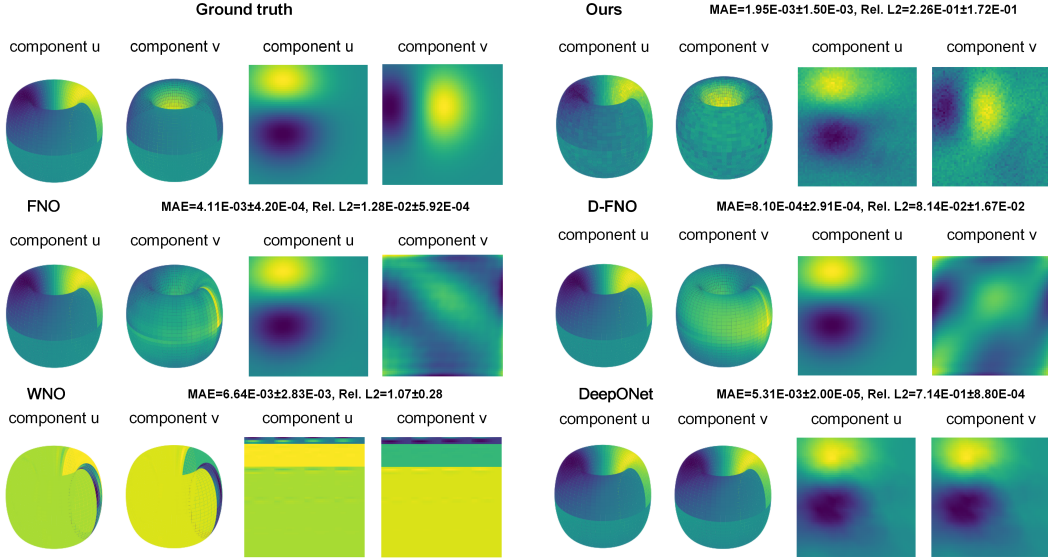 Ground truth
component u component v component u component v
Ours MAE=1.95E-03±1.50E-03, Rel. L2=2.26E-01±1.72E-01
component u component v component u component v
FNO MAE=4.11E-03±4.20E-04, Rel. L2=1.28E-02±5.92E-04
component u component v component u component v
D-FNO MAE=8.10E-04±2.91E-04, Rel. L2=8.14E-02±1.67E-02
component u component v component u component v
WNO MAE=6.64E-03±2.83E-03, Rel. L2=1.07±0.28
component u component v component u component v
DeepONet MAE=5.31E-03±2.00E-05, Rel. L2=7.14E-01±8.80E-04
component u component v component u component v